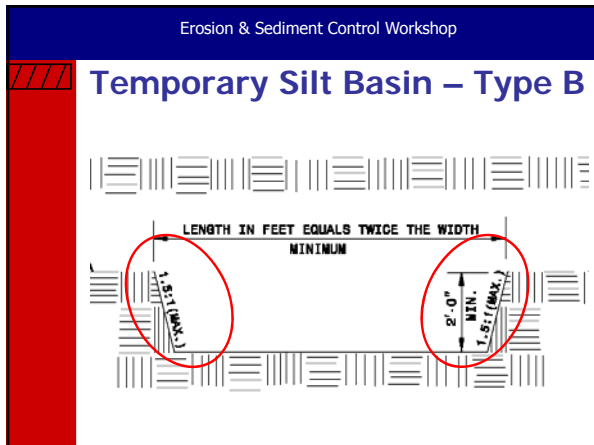 Erosion & Sediment Control Workshop
Temporary Silt Basin – Type B
LENGTH IN FEET EQUALS TWICE THE WIDTH
MINIMUM
1.5:1(MAX.)
2'-0"
MIN.
1.5:1(MAX.)